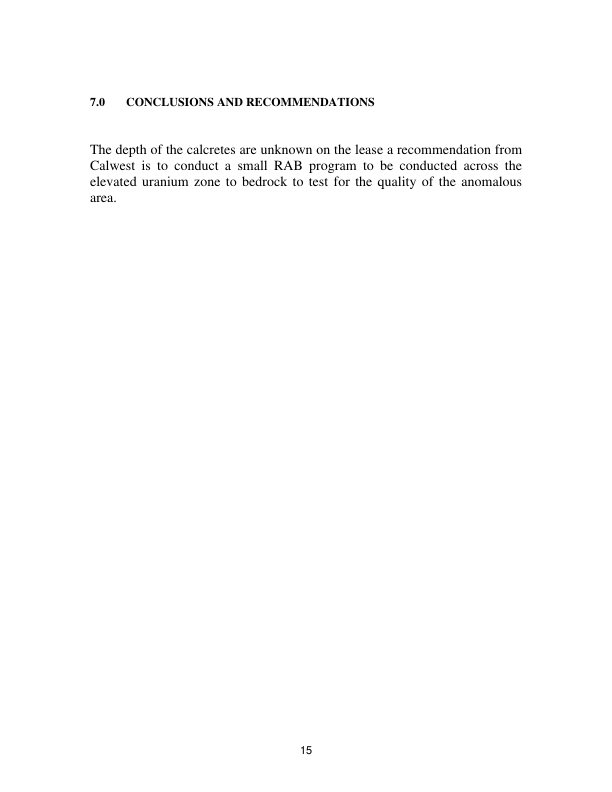 7.0 CONCLUSIONS AND RECOMMENDATIONS
The depth of the calcretes are unknown on the lease a recommendation from
Calwest is to conduct a small RAB program to be conducted across the
elevated uranium zone to bedrock to test for the quality of the anomalous
area.
15